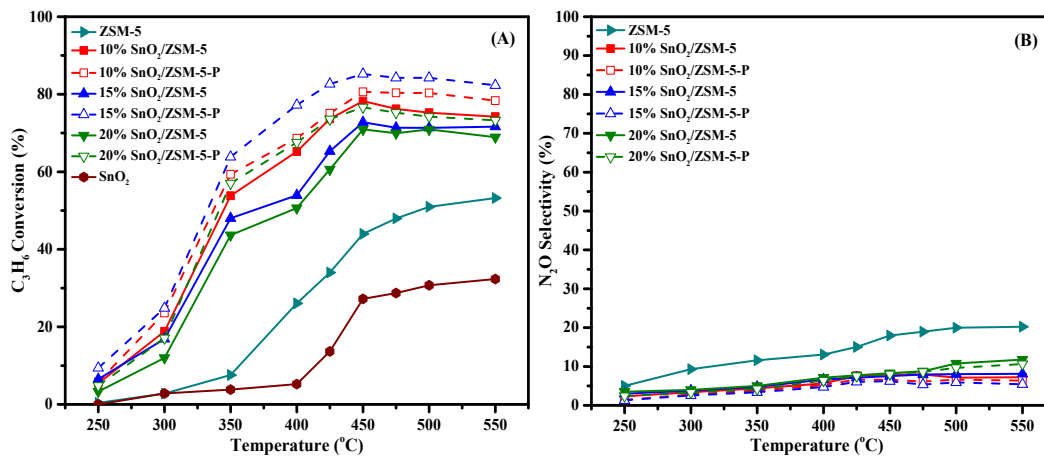 (A)
C₃H₆ Conversion (%)
100
80
60
40
20
0
ZSM-5
10% SnO₂/ZSM-5
10% SnO₂/ZSM-5-P
15% SnO₂/ZSM-5
15% SnO₂/ZSM-5-P
20% SnO₂/ZSM-5
20% SnO₂/ZSM-5-P
SnO₂
250 300 350 400 450 500 550
Temperature (°C)
(B)
N₂O Selectivity (%)
100
90
80
70
60
50
40
30
20
10
0
ZSM-5
10% SnO₂/ZSM-5
10% SnO₂/ZSM-5-P
15% SnO₂/ZSM-5
15% SnO₂/ZSM-5-P
20% SnO₂/ZSM-5
20% SnO₂/ZSM-5-P
250 300 350 400 450 500 550
Temperature (°C)